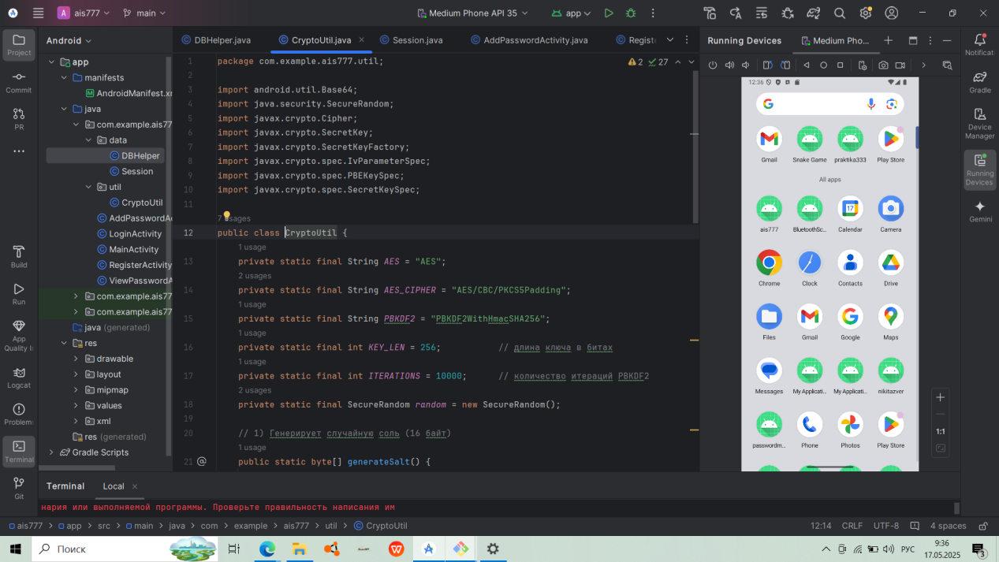 A ais777
main
Medium Phone API 35
app
Project
Commit
PR
Build
Run
App
Quality I
Logcat
Problem
Terminal
Git
Android
app
manifests
AndroidManifest.xm
java
com.example.ais77
data
DBHelper
Session
util
CryptoUtil
AddPasswordA
LoginActivity
MainActivity
RegisterActivity
ViewPasswordA
com.example.ais77
com.example.ais77
java (generated)
res
drawable
layout
mipmap
values
xml
res (generated)
Gradle Scripts
DBHelper.java
CryptoUtil.java
Session.java
AddPasswordActivity.java
Regist
2 27
1 package com.example.ais777.util;
2
3 import android.util.Base64;
4 import java.security.SecureRandom;
5 import javax.crypto.Cipher;
6 import javax.crypto.SecretKey;
7 import javax.crypto.SecretKeyFactory;
8 import javax.crypto.spec.IvParameterSpec;
9 import javax.crypto.spec.PBEKeySpec;
10 import javax.crypto.spec.SecretKeySpec;
11
7 usages
12 public class CryptoUtil {
1 usage
13 private static final String AES = "AES";
2 usages
14 private static final String AES_CIPHER = "AES/CBC/PKCS5Padding";
1 usage
15 private static final String PBKDF2 = "PBKDF2WithHmacSHA256";
1 usage
16 private static final int KEY_LEN = 256; // длина ключа в битах
1 usage
17 private static final int ITERATIONS = 10000; // количество итераций PBKDF2
2 usages
18 private static final SecureRandom random = new SecureRandom();
19
20 // 1) Генерирует случайную соль (16 байт)
1 usage
21 @ public static byte[] generateSalt() {
Running Devices
Medium Pho...
12:36
Gmail
Snake Game
praktika333
Play Store
All apps
ais777
BluetoothSc...
17
Calendar
Camera
Chrome
Clock
Contacts
Drive
Files
Gmail
Google
Maps
Messages
My Applicati...
My Applicati...
nikitazver
passwordm...
Phone
Photos
Play Store
1:1
Notificat
Gradle
Device
Manager
Running
Devices
Gemini
Terminal
Local
нария или выполняемой программы. Проверьте правильность написания им
ais777 > app > src > main > java > com > example > ais777 > util > CryptoUtil
12:14
CRLF
UTF-8
4 spaces
Поиск
РУС
9:36
17.05.2025
3